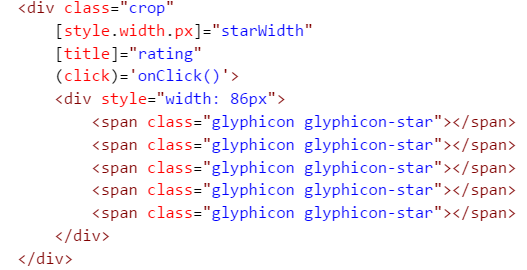 <div class="crop"
[style.width.px]="starWidth"
[title]="rating"
(click)='onClick()'>
<div style="width: 86px">
<span class="glyphicon glyphicon-star"></span>
<span class="glyphicon glyphicon-star"></span>
<span class="glyphicon glyphicon-star"></span>
<span class="glyphicon glyphicon-star"></span>
<span class="glyphicon glyphicon-star"></span>
</div>
</div>